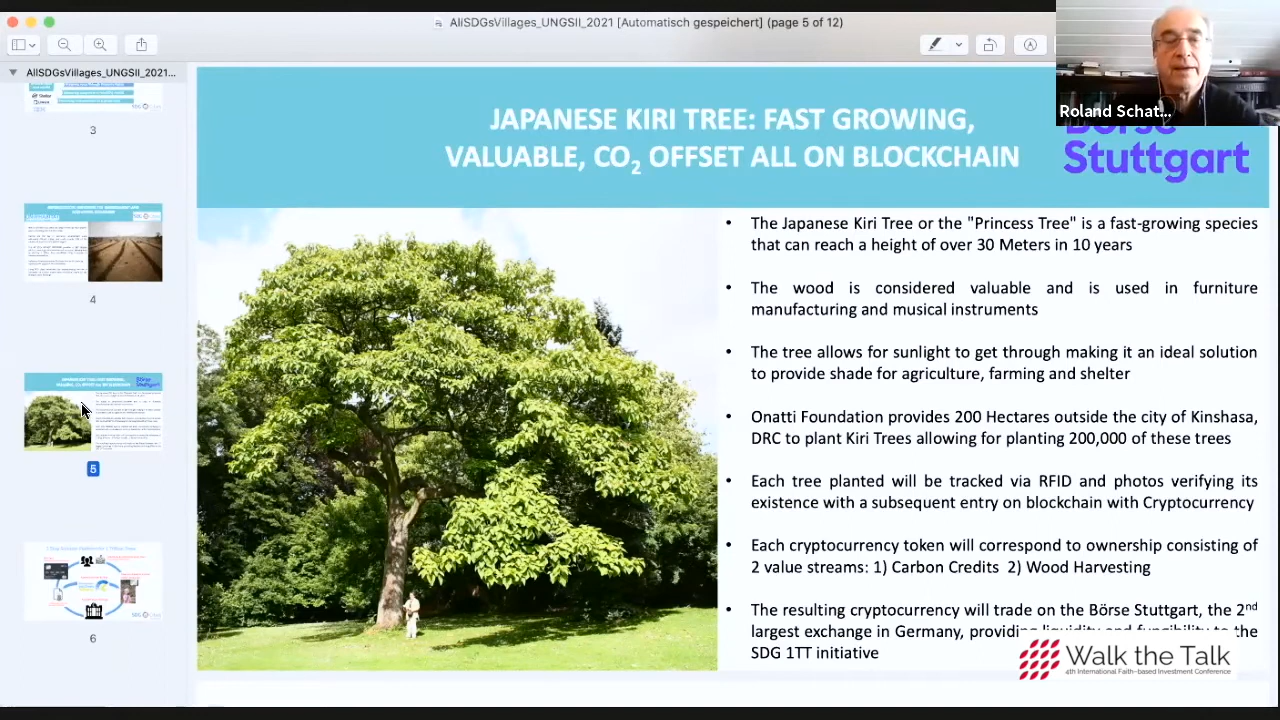 AllSDGsVillages_UNGSII_2021 [Automatisch gespeichert] (page 5 of 12)
AllSDGsVillages_UNGSII_2021...
Roland Schat...
3
4
5
6
JAPANESE KIRI TREE: FAST GROWING,
VALUABLE, CO2 OFFSET ALL ON BLOCKCHAIN
Börse
Stuttgart
• The Japanese Kiri Tree or the "Princess Tree" is a fast-growing species
that can reach a height of over 30 Meters in 10 years
• The wood is considered valuable and is used in furniture
manufacturing and musical instruments
• The tree allows for sunlight to get through making it an ideal solution
to provide shade for agriculture, farming and shelter
• Onatti Foundation provides 200 Hectares outside the city of Kinshasa,
DRC to plant Kiri Trees allowing for planting 200,000 of these trees
• Each tree planted will be tracked via RFID and photos verifying its
existence with a subsequent entry on blockchain with Cryptocurrency
• Each cryptocurrency token will correspond to ownership consisting of
2 value streams: 1) Carbon Credits 2) Wood Harvesting
• The resulting cryptocurrency will trade on the Börse Stuttgart, the 2nd
largest exchange in Germany, providing liquidity and fungibility to the
SDG 1TT initiative
Walk the Talk
4th International Faith-based Investment Conference